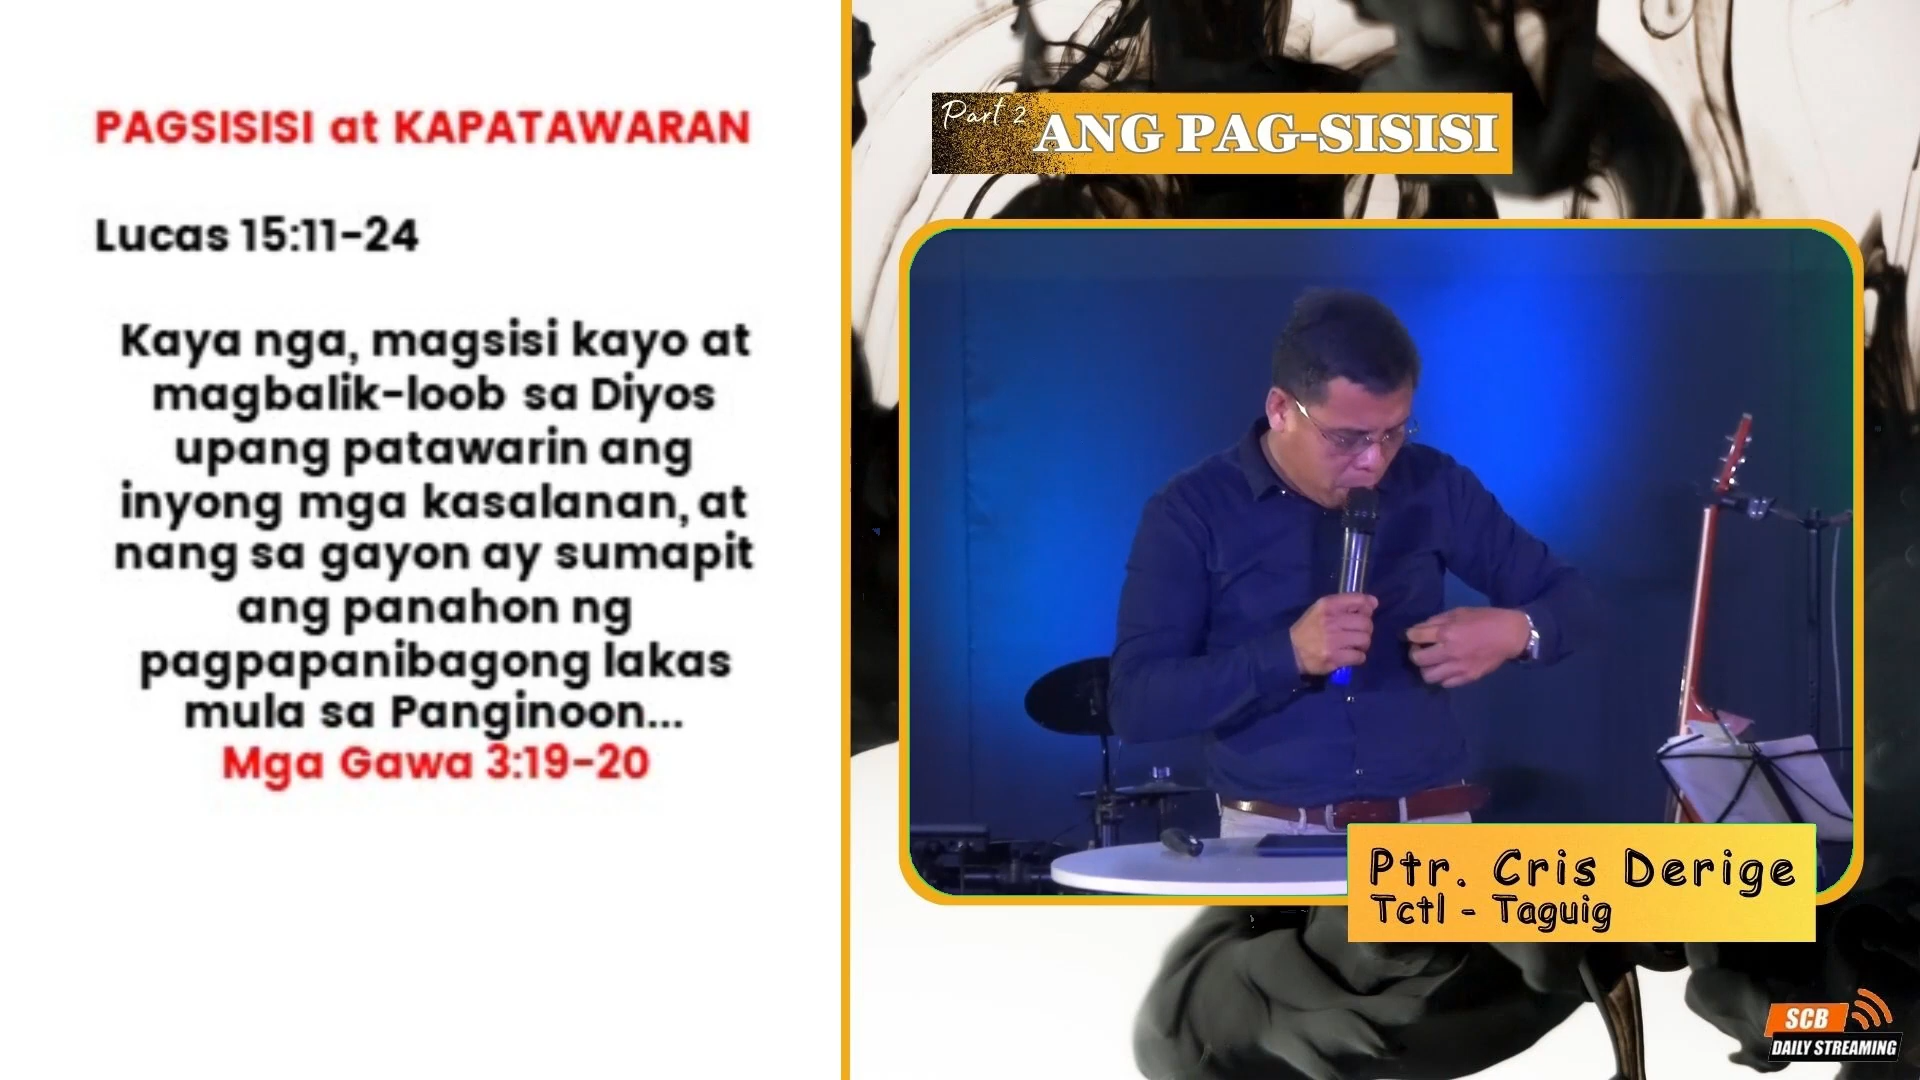 PAGSISISI at KAPATAWARAN
Lucas 15:11-24
Kaya nga, magsisi kayo at
magbalik-loob sa Diyos
upang patawarin ang
inyong mga kasalanan, at
nang sa gayon ay sumapit
ang panahon ng
pagpapanibagong lakas
mula sa Panginoon...
Mga Gawa 3:19-20
Part 2
ANG PAG-SISISI
Ptr. Cris Derige
Tctl - Taguig
SCB
DAILY STREAMING